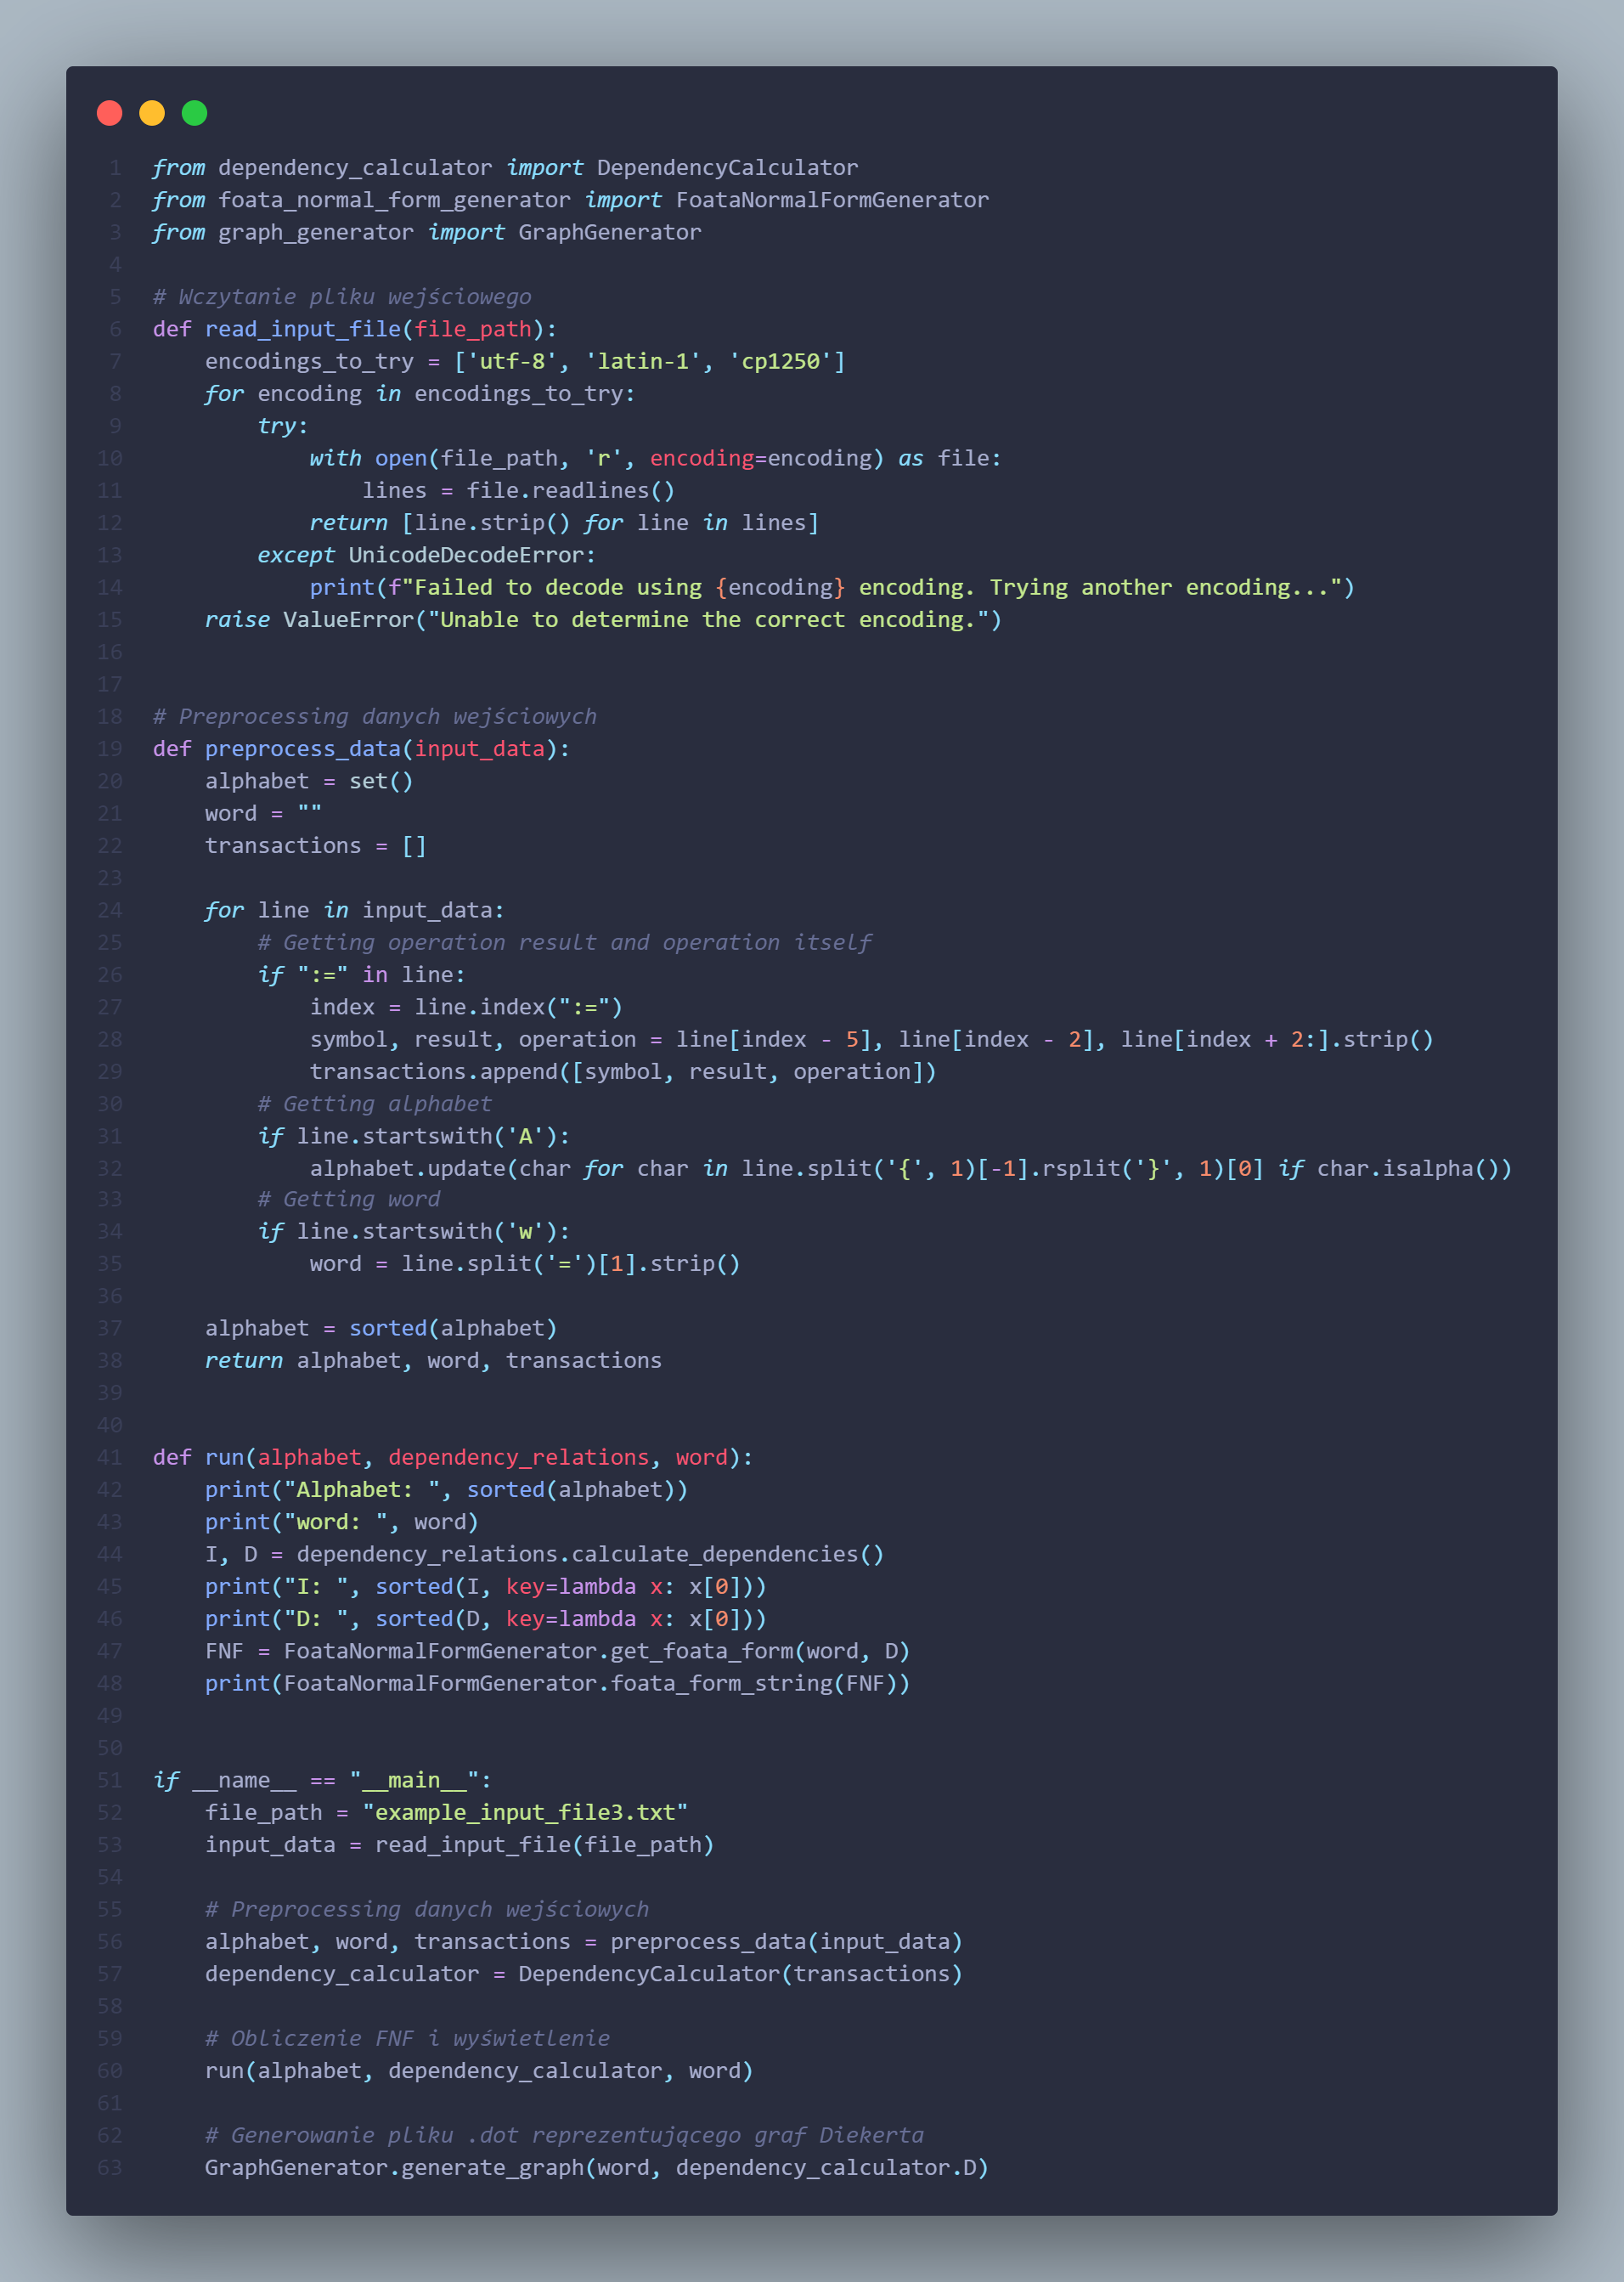 1 from dependency_calculator import DependencyCalculator
2 from foata_normal_form_generator import FoataNormalFormGenerator
3 from graph_generator import GraphGenerator
4
5 # Wczytanie pliku wejściowego
6 def read_input_file(file_path):
7     encodings_to_try = ['utf-8', 'latin-1', 'cp1250']
8     for encoding in encodings_to_try:
9         try:
10             with open(file_path, 'r', encoding=encoding) as file:
11                 lines = file.readlines()
12             return [line.strip() for line in lines]
13         except UnicodeDecodeError:
14             print(f"Failed to decode using {encoding} encoding. Trying another encoding...")
15     raise ValueError("Unable to determine the correct encoding.")
16
17
18 # Preprocessing danych wejściowych
19 def preprocess_data(input_data):
20     alphabet = set()
21     word = ""
22     transactions = []
23
24     for line in input_data:
25         # Getting operation result and operation itself
26         if ":=" in line:
27             index = line.index(":=")
28             symbol, result, operation = line[index - 5], line[index - 2], line[index + 2:].strip()
29             transactions.append([symbol, result, operation])
30         # Getting alphabet
31         if line.startswith('A'):
32             alphabet.update(char for char in line.split('{', 1)[-1].rsplit('}', 1)[0] if char.isalpha())
33         # Getting word
34         if line.startswith('w'):
35             word = line.split('=')[1].strip()
36
37     alphabet = sorted(alphabet)
38     return alphabet, word, transactions
39
40
41 def run(alphabet, dependency_relations, word):
42     print("Alphabet: ", sorted(alphabet))
43     print("word: ", word)
44     I, D = dependency_relations.calculate_dependencies()
45     print("I: ", sorted(I, key=lambda x: x[0]))
46     print("D: ", sorted(D, key=lambda x: x[0]))
47     FNF = FoataNormalFormGenerator.get_foata_form(word, D)
48     print(FoataNormalFormGenerator.foata_form_string(FNF))
49
50
51 if __name__ == "__main__":
52     file_path = "example_input_file3.txt"
53     input_data = read_input_file(file_path)
54
55     # Preprocessing danych wejściowych
56     alphabet, word, transactions = preprocess_data(input_data)
57     dependency_calculator = DependencyCalculator(transactions)
58
59     # Obliczenie FNF i wyświetlenie
60     run(alphabet, dependency_calculator, word)
61
62     # Generowanie pliku .dot reprezentującego graf Diekerta
63     GraphGenerator.generate_graph(word, dependency_calculator.D)